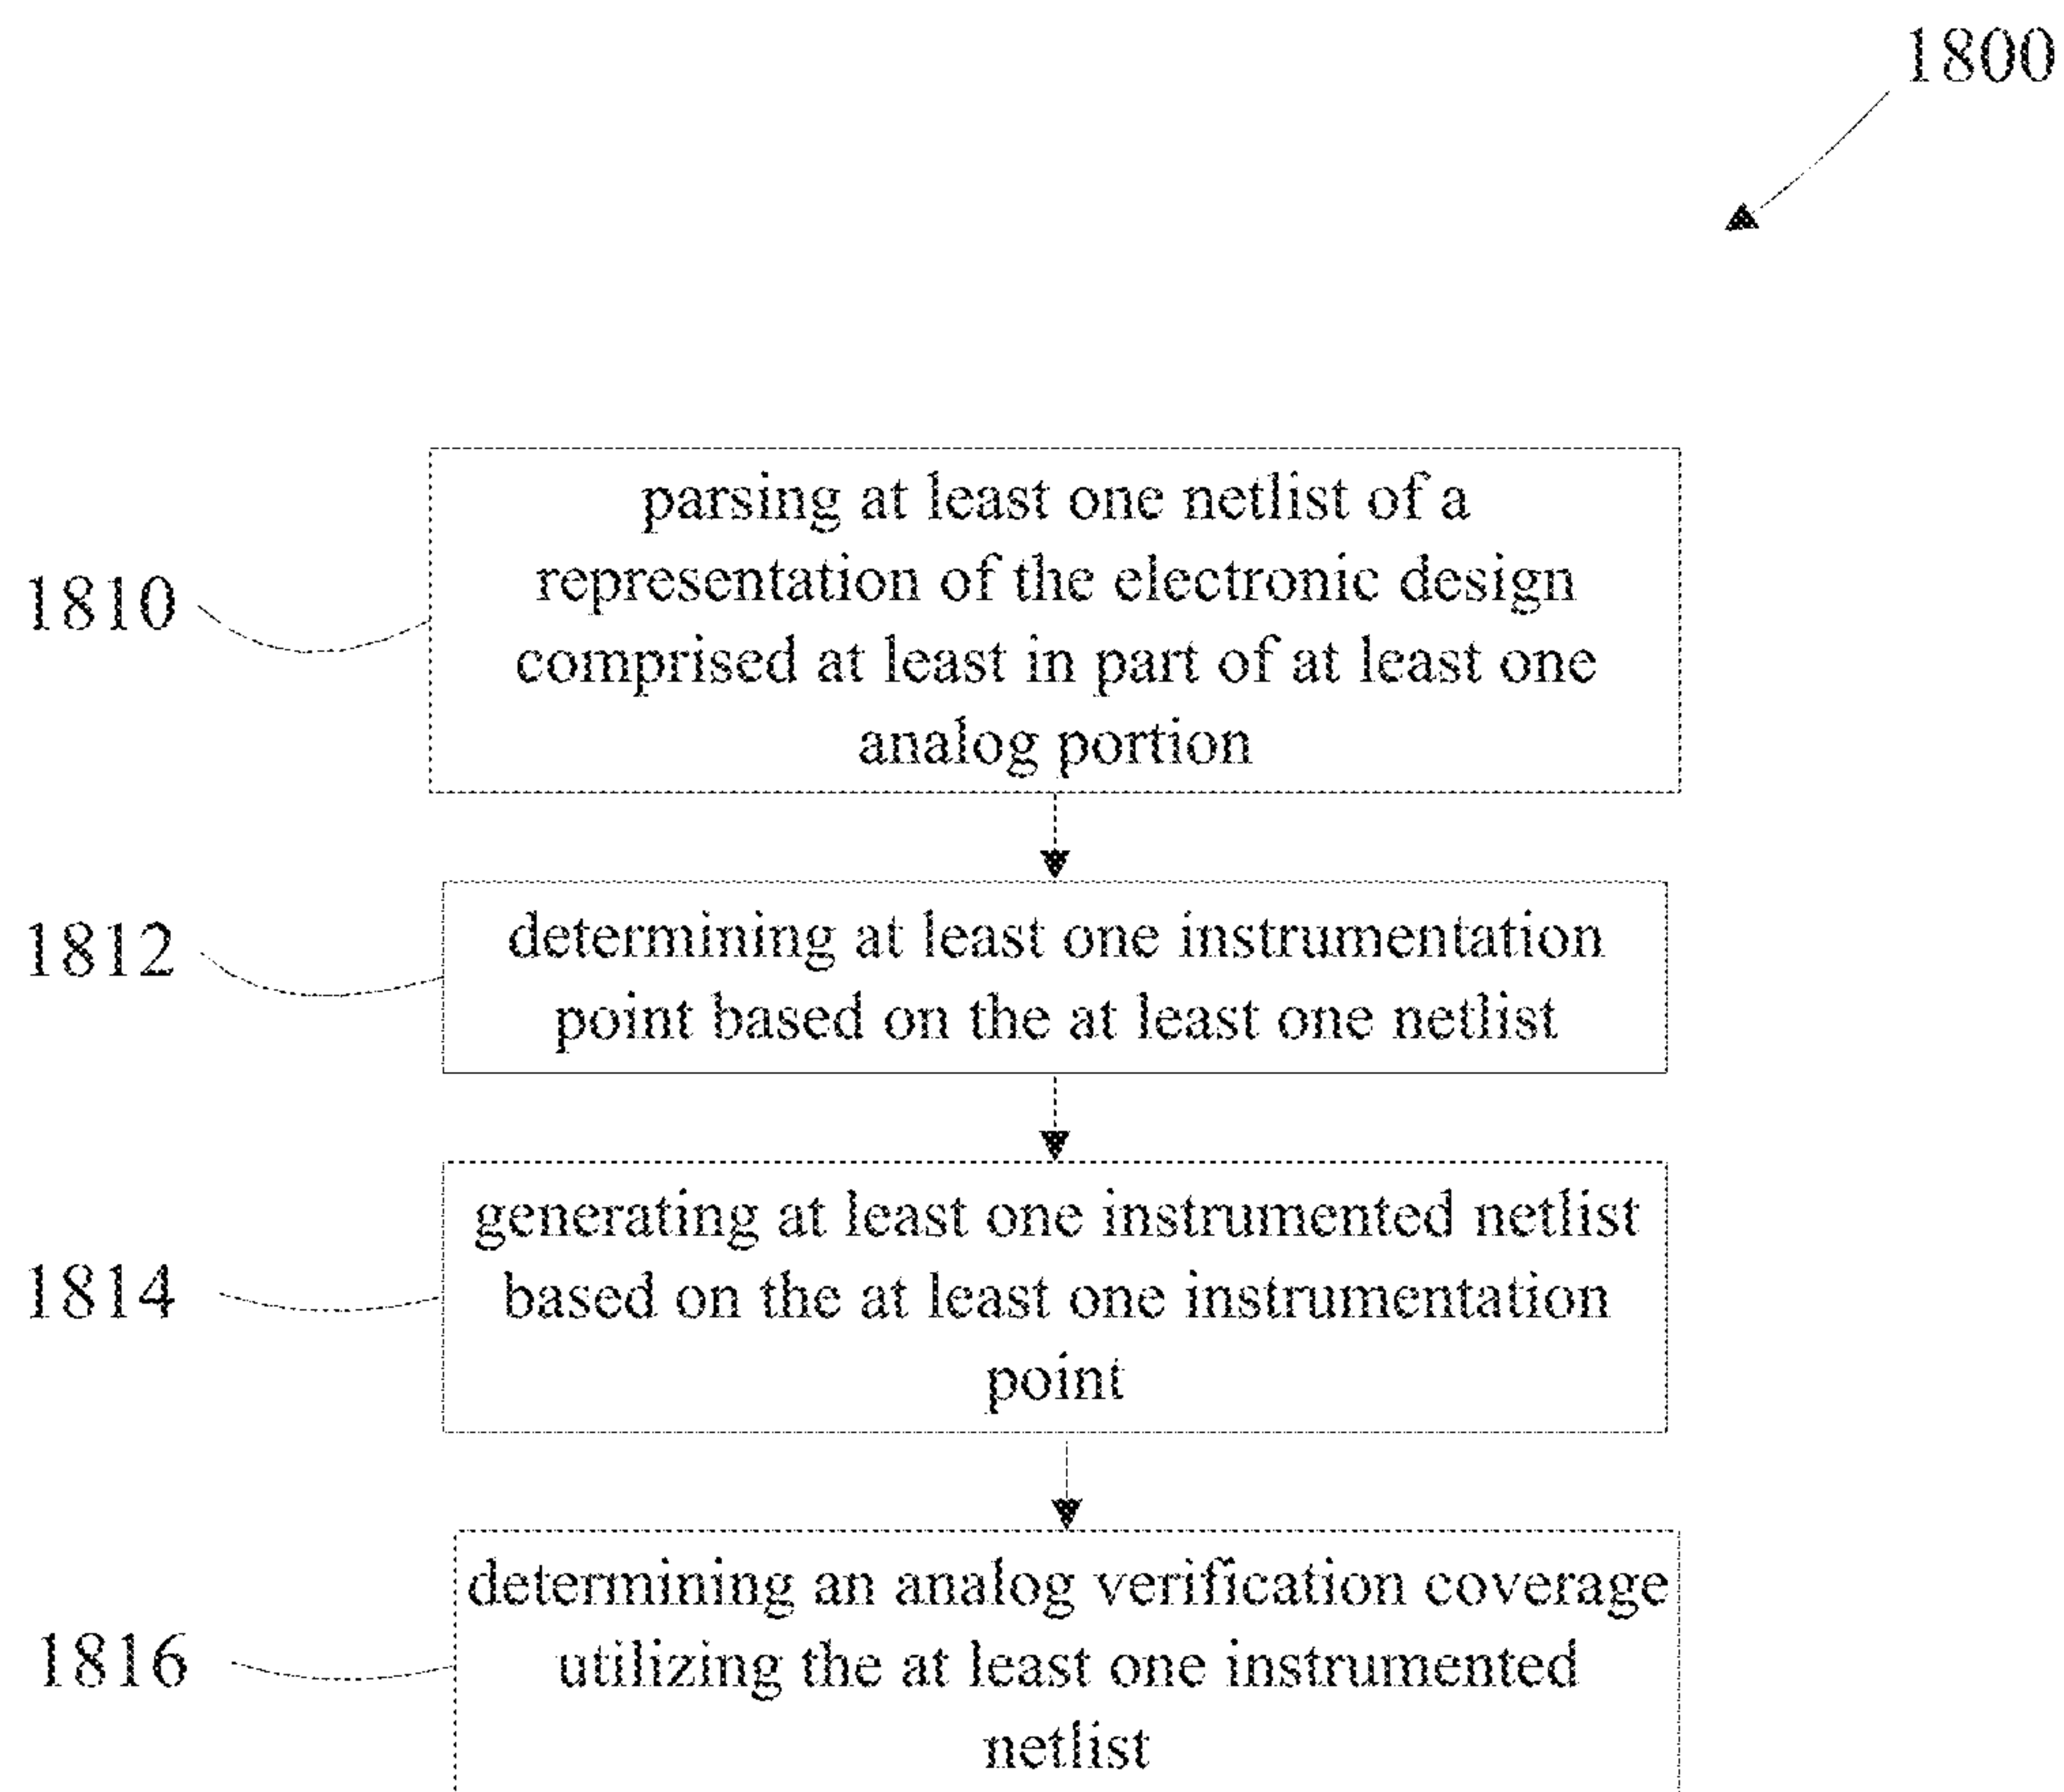 1800
1810
parsing at least one netlist of a
representation of the electronic design
comprised at least in part of at least one
analog portion
1812
determining at least one instrumentation
point based on the at least one netlist
1814
generating at least one instrumented netlist
based on the at least one instrumentation
point
1816
determining an analog verification coverage
utilizing the at least one instrumented
netlist